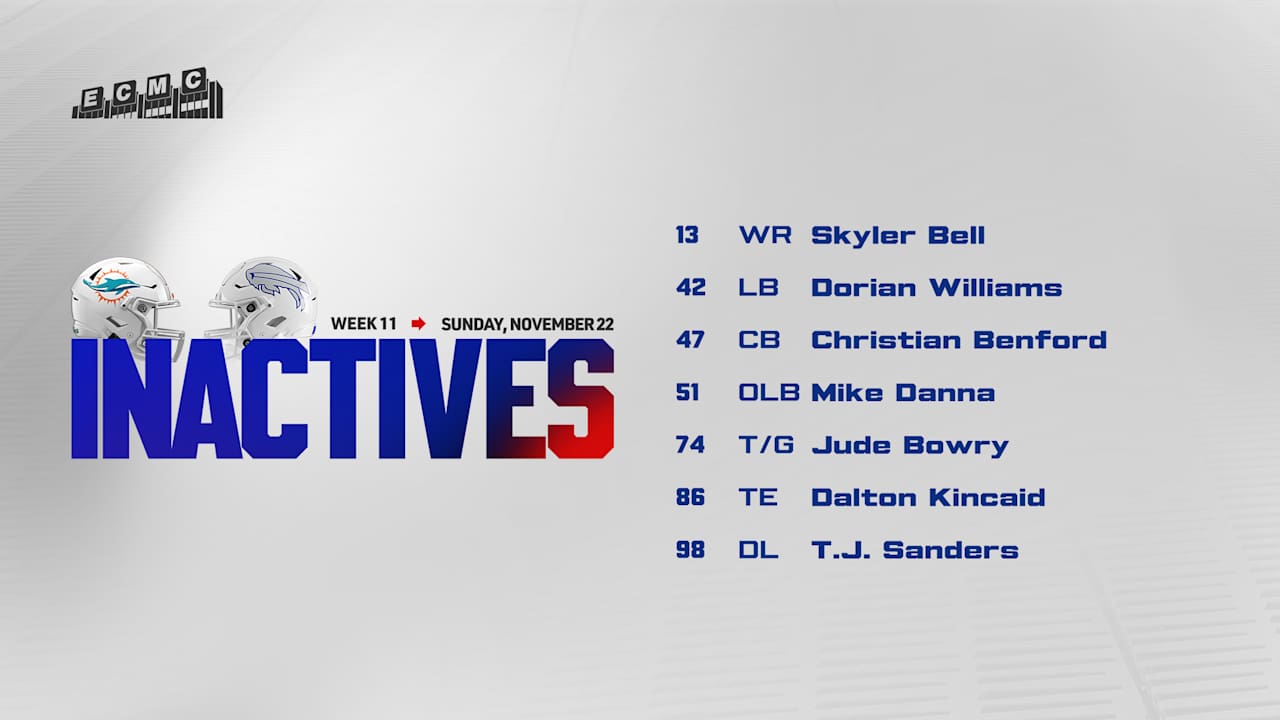 ECMC
WEEK 11 → SUNDAY, NOVEMBER 22
INACTIVES
13 WR Skyler Bell
42 LB Dorian Williams
47 CB Christian Benford
51 OLB Mike Danna
74 T/G Jude Bowry
86 TE Dalton Kincaid
98 DL T.J. Sanders